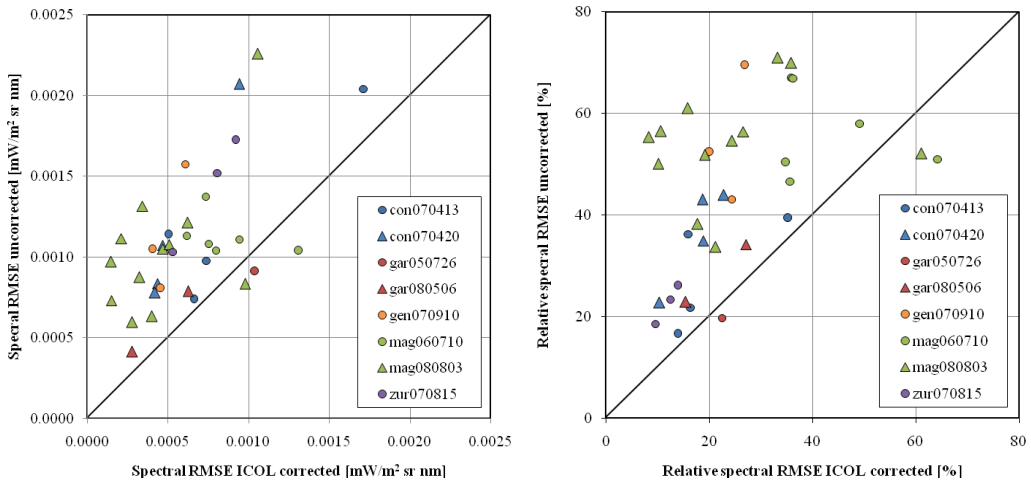 Specral RMSE uncorrected [mW/m² sr nm]
0.0025
0.0020
0.0015
0.0010
0.0005
0.0000
0.0000 0.0005 0.0010 0.0015 0.0020 0.0025
Spectral RMSE ICOL corrected [mW/m² sr nm]
con070413
con070420
gar050726
gar080506
gen070910
mag060710
mag080803
zur070815
Relative spectral RMSE uncorrected [%]
80
60
40
20
0
0 20 40 60 80
Relative spectral RMSE ICOL corrected [%]
con070413
con070420
gar050726
gar080506
gen070910
mag060710
mag080803
zur070815